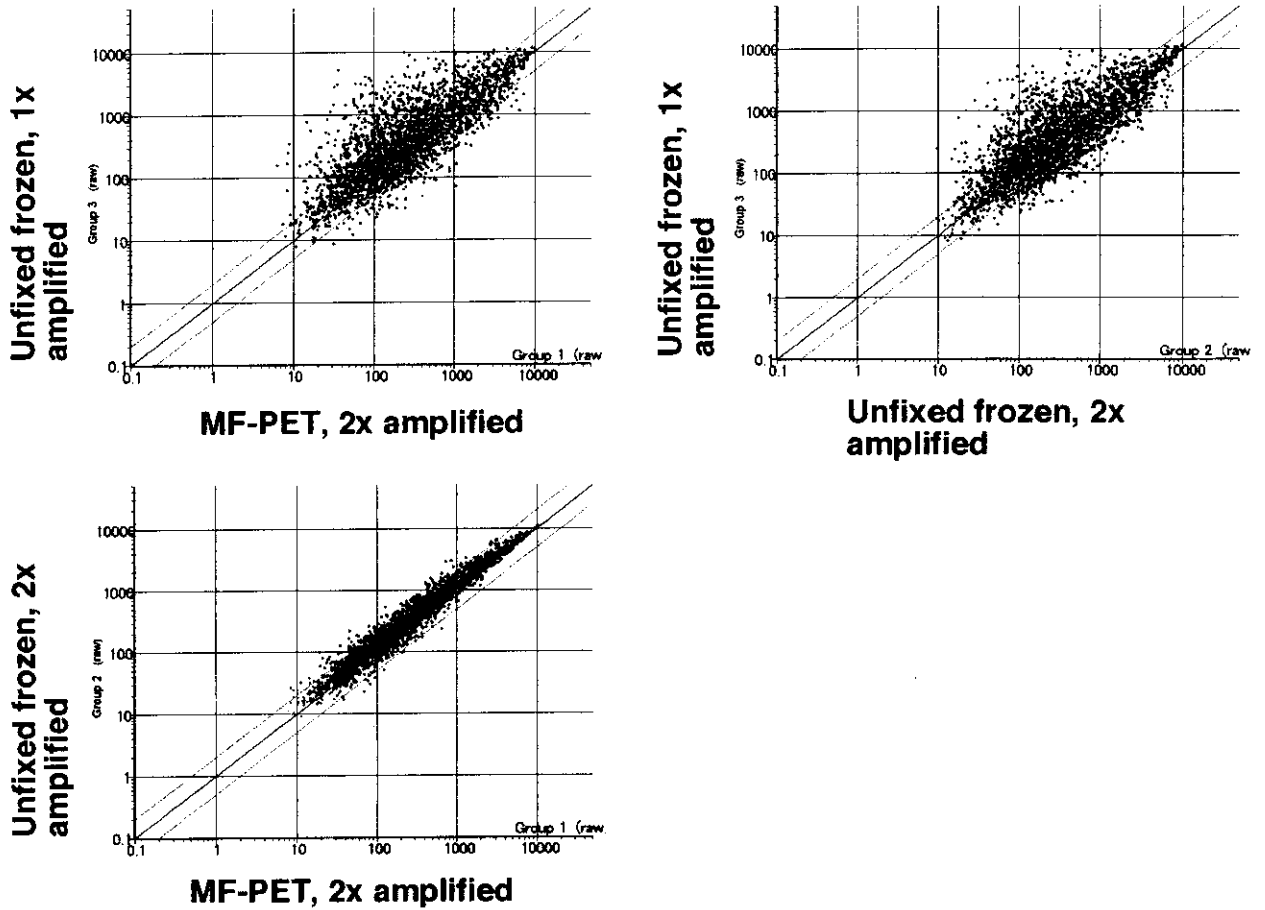 10000
1000
100
10
1
0.1
Unfixed frozen, 1x
amplified
Group 3 (raw)
Group 1 (raw
0.1 1 10 100 1000 10000
MF-PET, 2x amplified
10000
1000
100
10
1
0.1
Unfixed frozen, 1x
amplified
Group 3 (raw)
Group 2 (raw
0.1 1 10 100 1000 10000
Unfixed frozen, 2x
amplified
10000
1000
100
10
1
0.1
Unfixed frozen, 2x
amplified
Group 2 (raw)
Group 1 (raw
0.1 1 10 100 1000 10000
MF-PET, 2x amplified